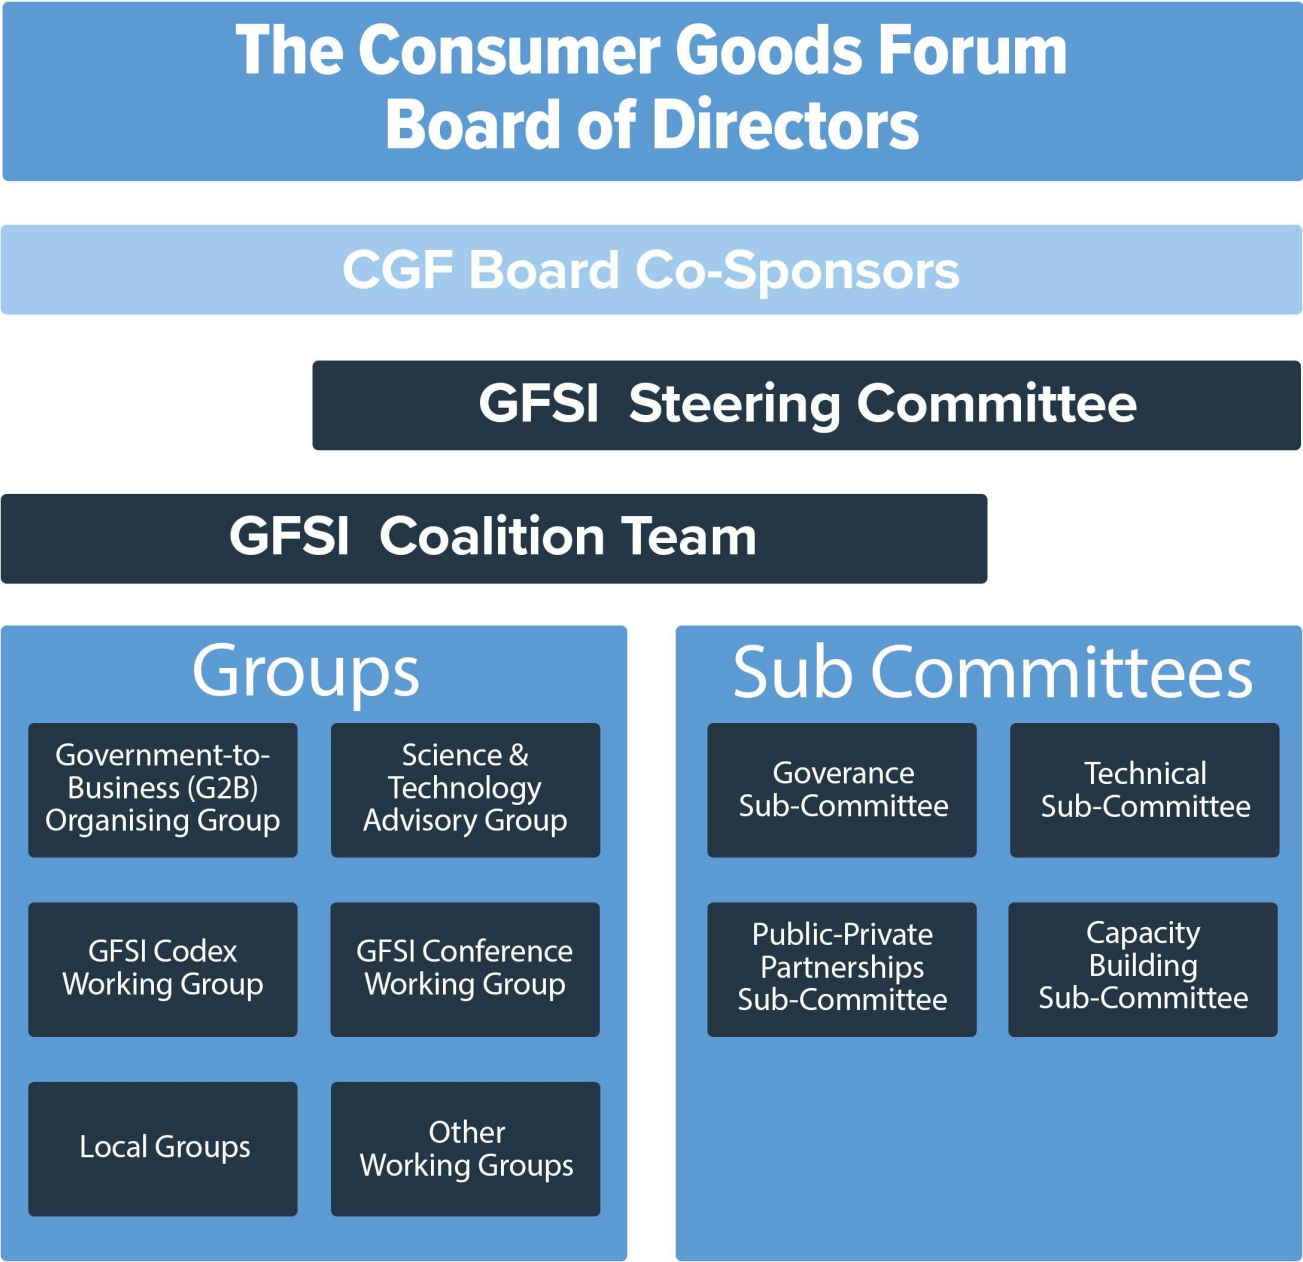 The Consumer Goods Forum
Board of Directors
CGF Board Co-Sponsors
GFSI Steering Committee
GFSI Coalition Team
Groups
Government-to-
Business (G2B)
Organising Group
Science &
Technology
Advisory Group
GFSI Codex
Working Group
GFSI Conference
Working Group
Local Groups
Other
Working Groups
Sub Committees
Goverance
Sub-Committee
Technical
Sub-Committee
Public-Private
Partnerships
Sub-Committee
Capacity
Building
Sub-Committee